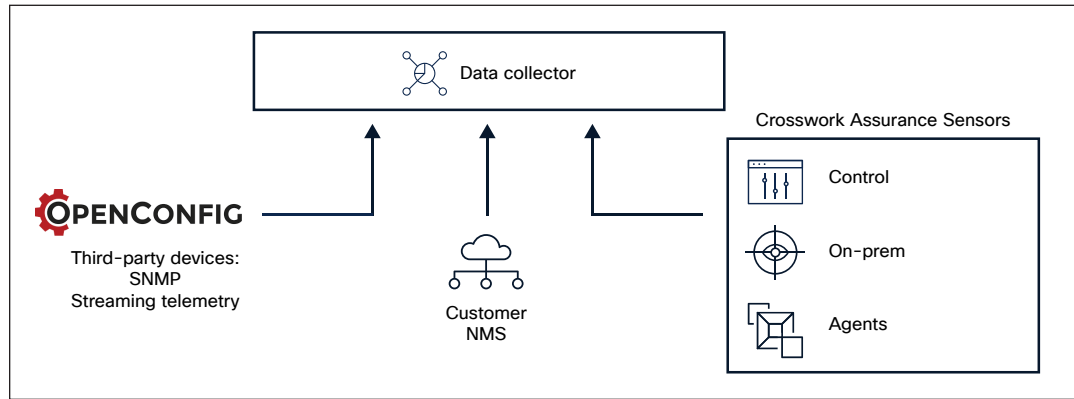 Data collector
Crosswork Assurance Sensors
Control
OPENCONFIG
On-prem
Third-party devices:
SNMP
Streaming telemetry
Customer
NMS
Agents